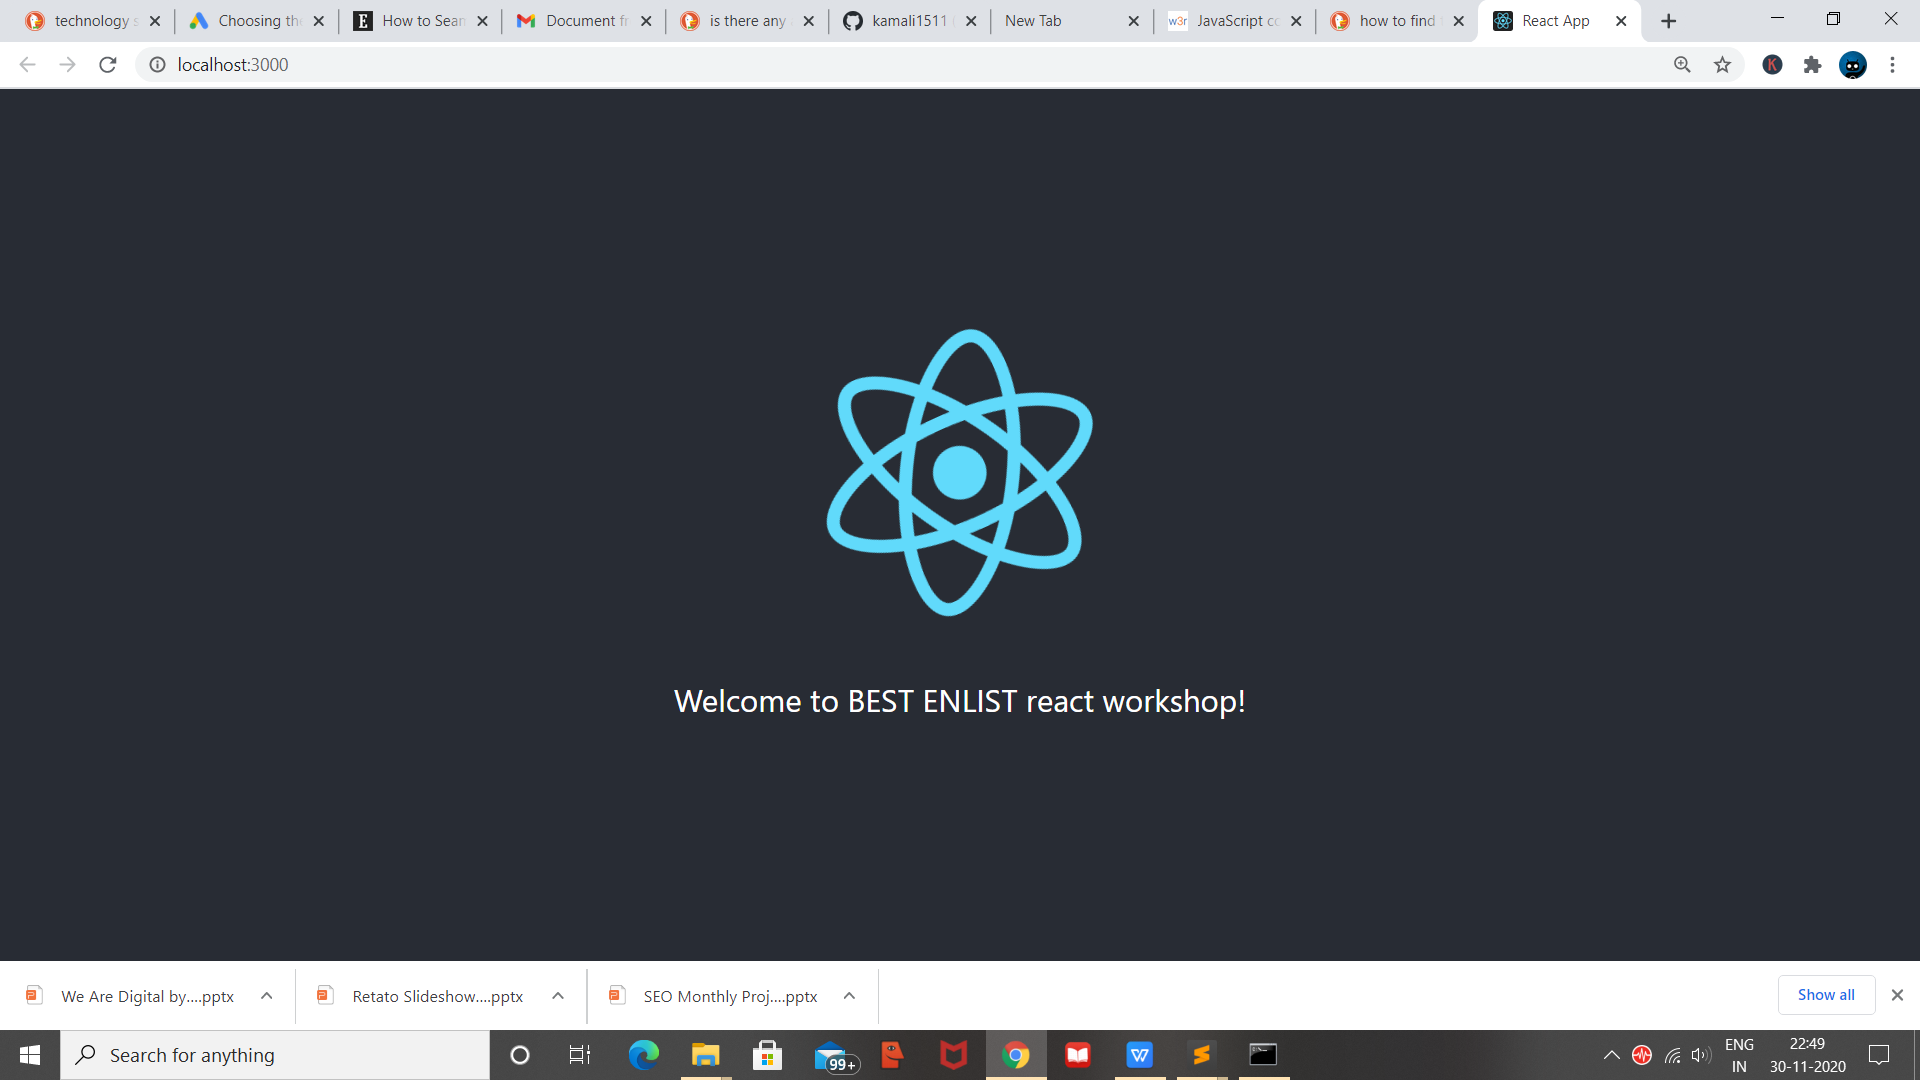 technology s
Choosing the
How to Sear
Document fr
is there any
kamali1511
New Tab
w3r JavaScript co
how to find
React App
localhost:3000
K
Welcome to BEST ENLIST react workshop!
We Are Digital by....pptx
Retato Slideshow....pptx
SEO Monthly Proj....pptx
Show all
Search for anything
99+
ENG
IN
22:49
30-11-2020